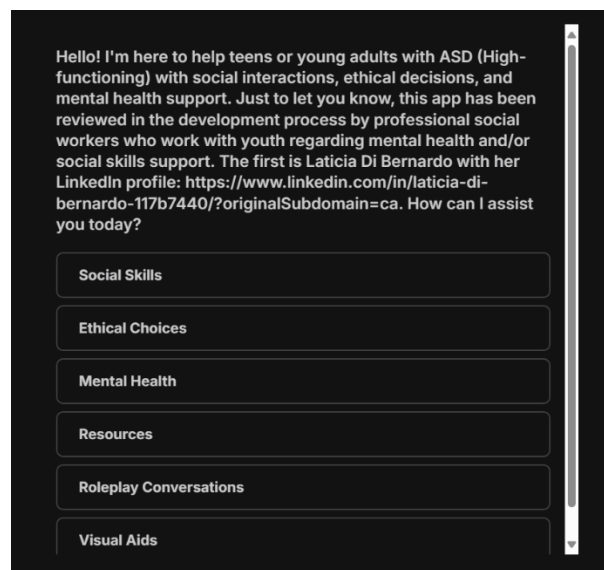 Hello! I'm here to help teens or young adults with ASD (High-
functioning) with social interactions, ethical decisions, and
mental health support. Just to let you know, this app has been
reviewed in the development process by professional social
workers who work with youth regarding mental health and/or
social skills support. The first is Laticia Di Bernardo with her
LinkedIn profile: https://www.linkedin.com/in/laticia-di-
bernardo-117b7440/?originalSubdomain=ca. How can I assist
you today?
Social Skills
Ethical Choices
Mental Health
Resources
Roleplay Conversations
Visual Aids